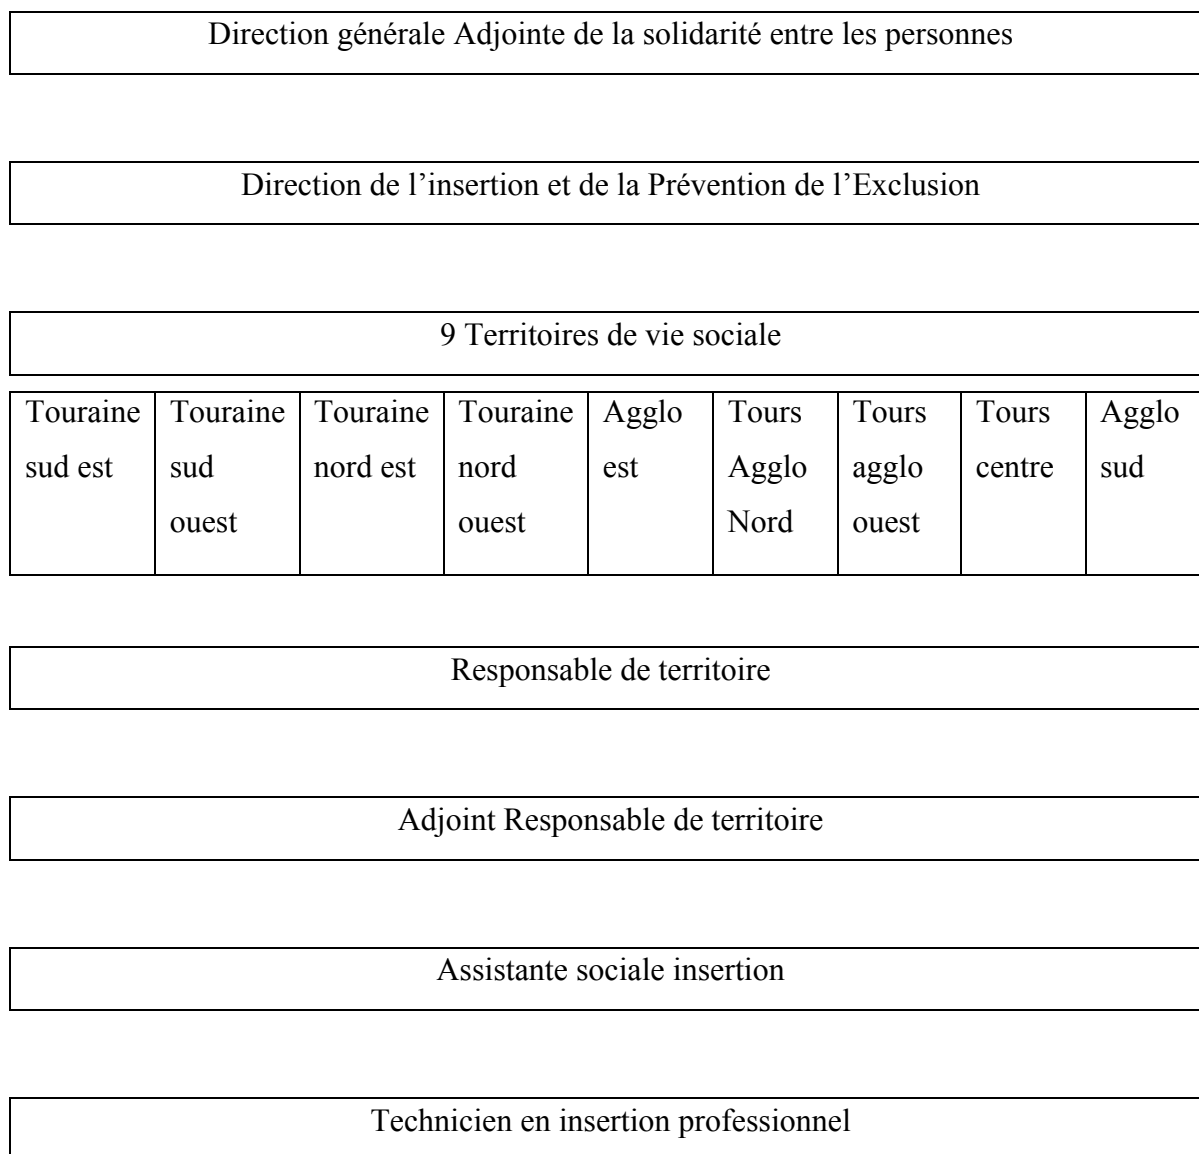 Direction générale Adjointe de la solidarité entre les personnes
Direction de l’insertion et de la Prévention de l’Exclusion
9 Territoires de vie sociale
Touraine
sud est
Touraine
sud
ouest
Touraine
nord est
Touraine
nord
ouest
Agglo
est
Tours
Agglo
Nord
Tours
agglo
ouest
Tours
centre
Agglo
sud
Responsable de territoire
Adjoint Responsable de territoire
Assistante sociale insertion
Technicien en insertion professionnel